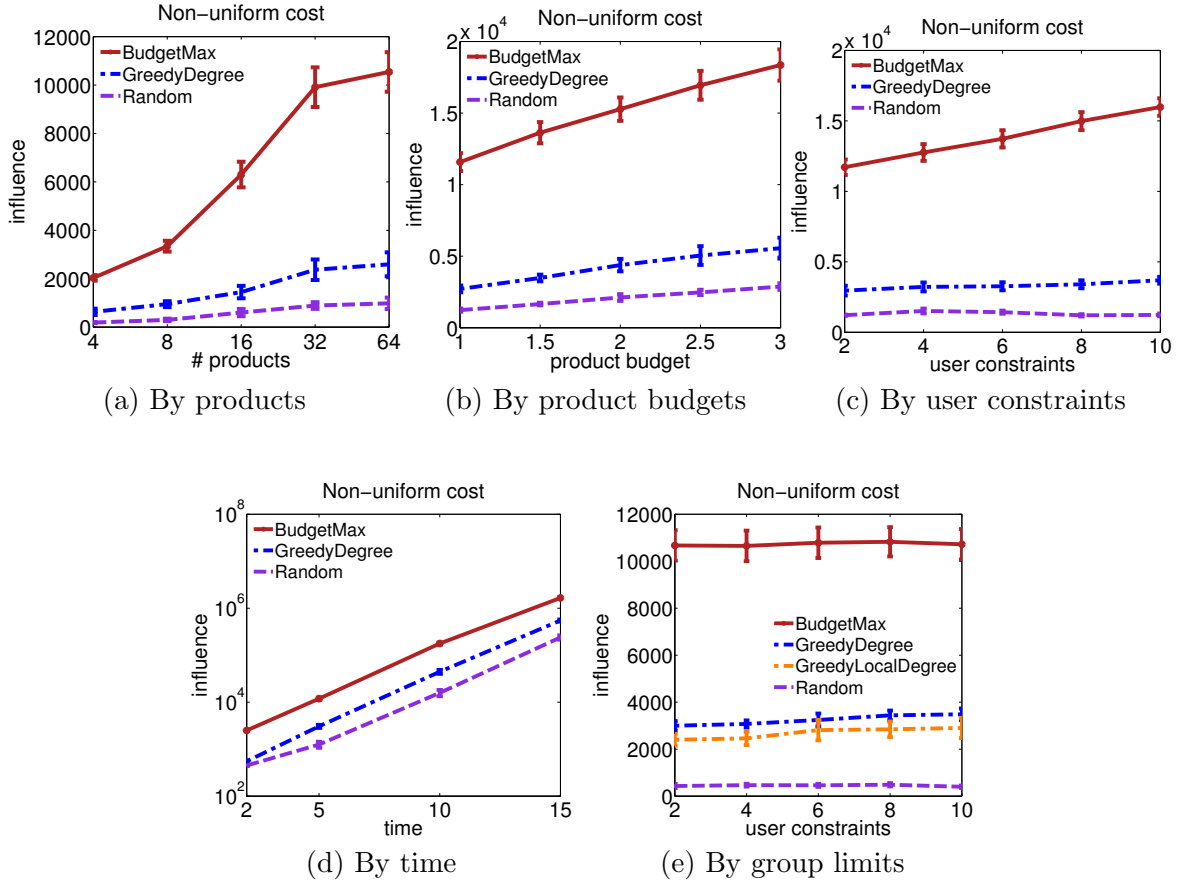 Non−uniform cost
12000
10000
8000
6000
4000
2000
0
influence
BudgetMax
GreedyDegree
Random
4 8 16 32 64
# products
(a) By products
Non−uniform cost
x 10^4
2
1.5
1
0.5
0
influence
BudgetMax
GreedyDegree
Random
1 1.5 2 2.5 3
product budget
(b) By product budgets
Non−uniform cost
x 10^4
2
1.5
1
0.5
0
influence
BudgetMax
GreedyDegree
Random
2 4 6 8 10
user constraints
(c) By user constraints
Non−uniform cost
10^8
10^6
10^4
10^2
influence
BudgetMax
GreedyDegree
Random
2 5 10 15
time
(d) By time
Non−uniform cost
12000
10000
8000
6000
4000
2000
0
influence
BudgetMax
GreedyDegree
GreedyLocalDegree
Random
2 4 6 8 10
user constraints
(e) By group limits